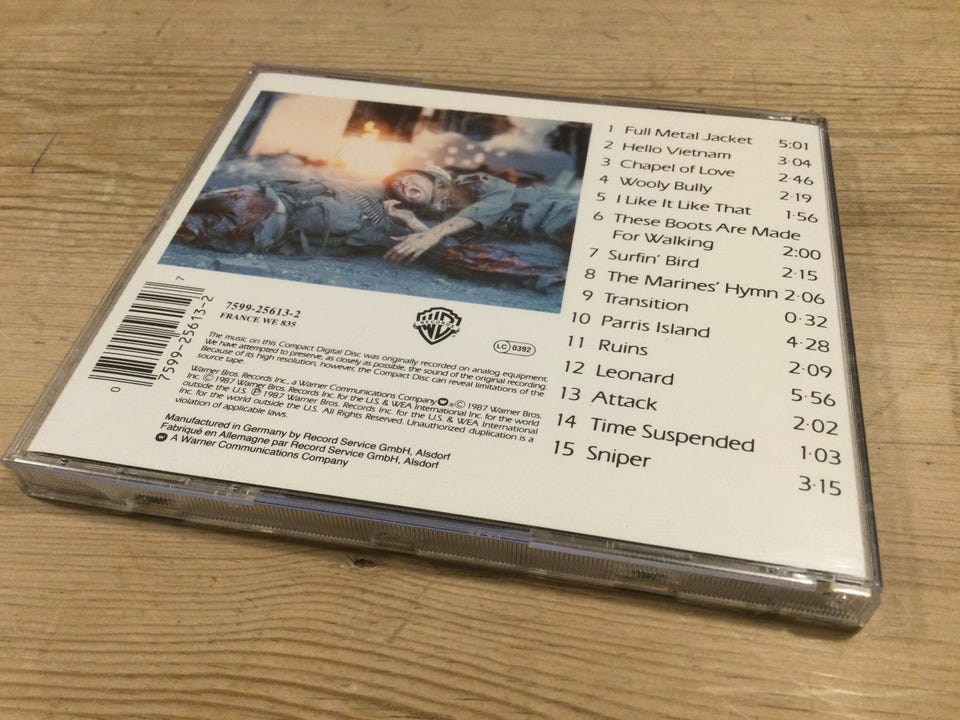 1 Full Metal Jacket 5:01
2 Hello Vietnam 3:04
3 Chapel of Love 2:46
4 Wooly Bully 2:19
5 I Like It Like That 1:56
6 These Boots Are Made
For Walking 2:00
7 Surfin' Bird 2:15
8 The Marines' Hymn 2:06
9 Transition 0:32
10 Parris Island 4:28
11 Ruins 2:09
12 Leonard 5:56
13 Attack 2:02
14 Time Suspended 1:03
15 Sniper 3:15
7
7599-25613-2
0
7599-25613-2
FRANCE WE 835
WB
RECORDS
LC 0392
The music on this Compact Digital Disc was originally recorded on analog equipment.
We have attempted to preserve, as closely as possible, the sound of the original recording.
Because of its high resolution, however, the Compact Disc can reveal limitations of the
source tape.
Warner Bros. Records Inc., a Warner Communications Company ® © 1987 Warner Bros.
Inc. © 1987 Warner Bros. Records Inc. for the U.S. & WEA International Inc. for the world
outside the U.S. ℗ 1987 Warner Bros. Records Inc. for the U.S. & WEA International
Inc. for the world outside the U.S. All Rights Reserved. Unauthorized duplication is a
violation of applicable laws.
Manufactured in Germany by Record Service GmbH, Alsdorf
Fabriqué en Allemagne par Record Service GmbH, Alsdorf
A Warner Communications Company